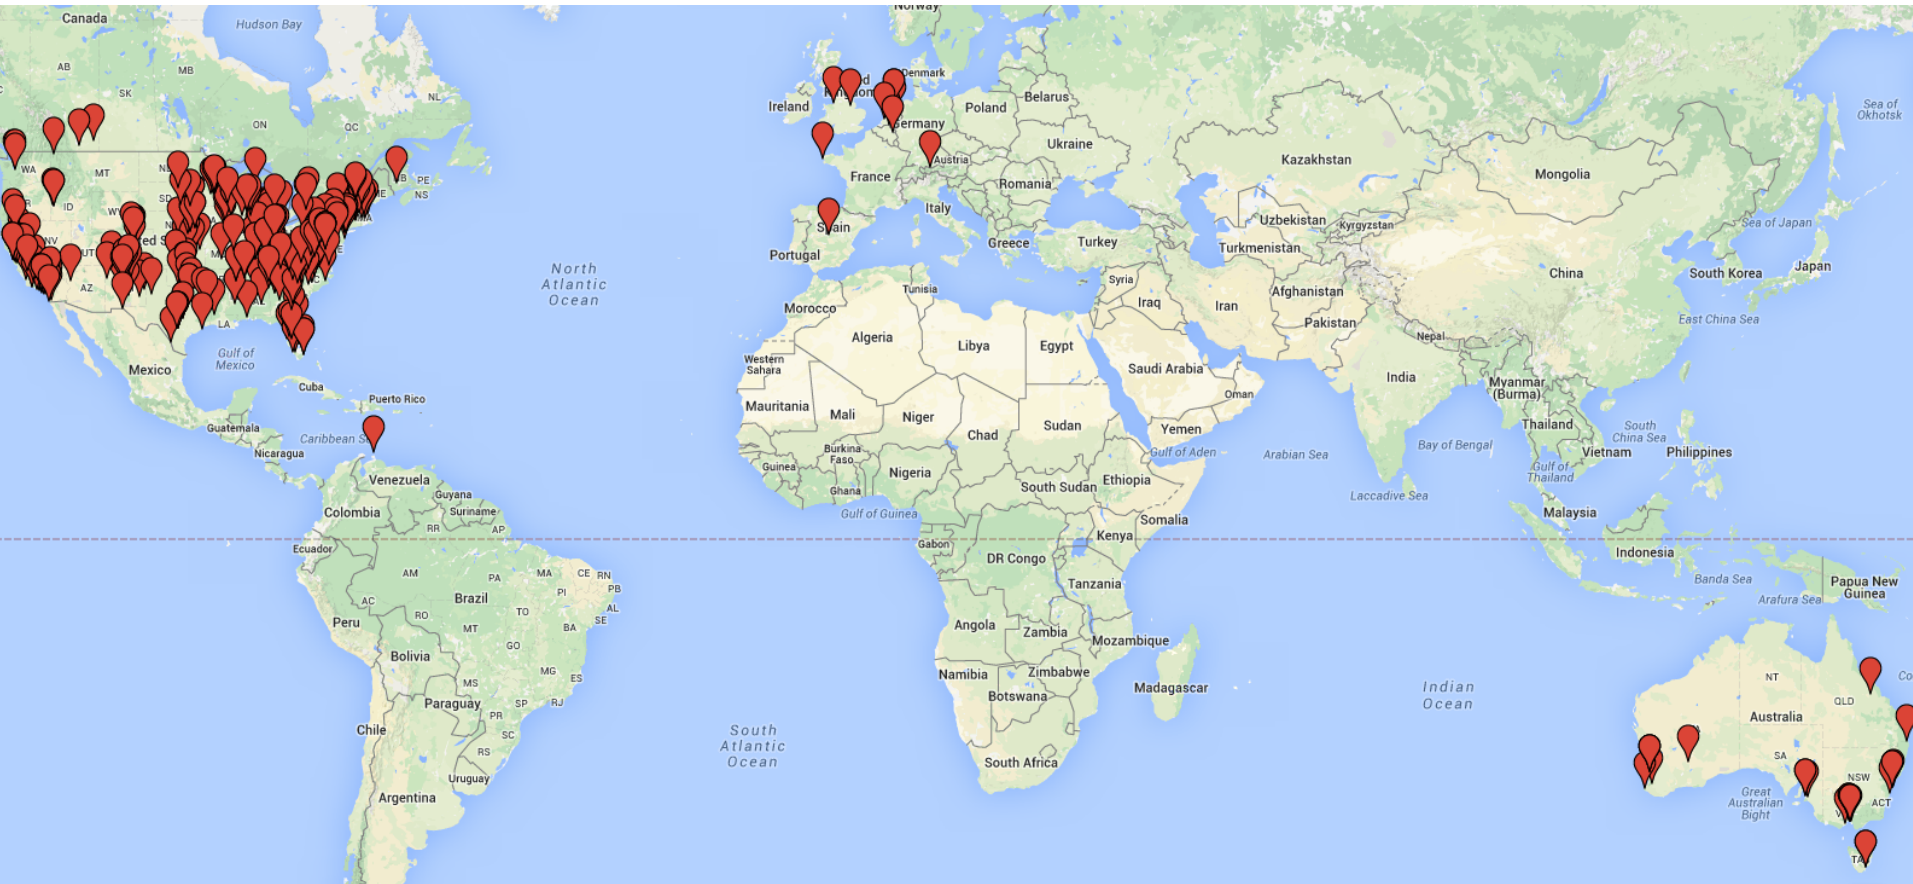 Norway
Canada
Hudson Bay
AB
MB
SK
NL
ON
QC
Denmark
Ireland
Poland
Belarus
Germany
Ukraine
Austria
France
Romania
Italy
Spain
Portugal
Greece
Turkey
Kazakhstan
Mongolia
Sea of
Okhotsk
Uzbekistan
Kyrgyzstan
Turkmenistan
Sea of Japan
WA
MT
PE
NS
ID
SD
NV
AZ
LA
North
Atlantic
Ocean
Tunisia
Syria
Iraq
Iran
Afghanistan
China
South Korea
Japan
Morocco
Algeria
Libya
Egypt
Pakistan
East China Sea
Nepal
Gulf of
Mexico
Mexico
Western
Sahara
Saudi Arabia
India
Myanmar
(Burma)
Cuba
Puerto Rico
Mauritania
Mali
Niger
Chad
Sudan
Oman
Yemen
Guatemala
Caribbean
Nicaragua
Gulf of Aden
Arabian Sea
Bay of Bengal
Thailand
South
China Sea
Vietnam
Philippines
Burkina
Faso
Guinea
Nigeria
Ghana
South Sudan
Ethiopia
Gulf of
Thailand
Laccadive Sea
Venezuela
Guyana
Suriname
Colombia
RR
AP
Gulf of Guinea
Somalia
Malaysia
Ecuador
Gabon
DR Congo
Kenya
Indonesia
AM
PA
MA
CE
RN
PI
PB
AC
Brazil
TO
AL
Peru
RO
MT
BA
SE
Tanzania
Banda Sea
Arafura Sea
Papua New
Guinea
Angola
Zambia
Mozambique
GO
Bolivia
MG
ES
MS
Paraguay
SP
RJ
PR
Namibia
Zimbabwe
Botswana
Madagascar
Indian
Ocean
NT
QLD
Australia
Chile
SC
RS
Uruguay
Argentina
South
Atlantic
Ocean
South Africa
SA
NSW
ACT
Great
Australian
Bight